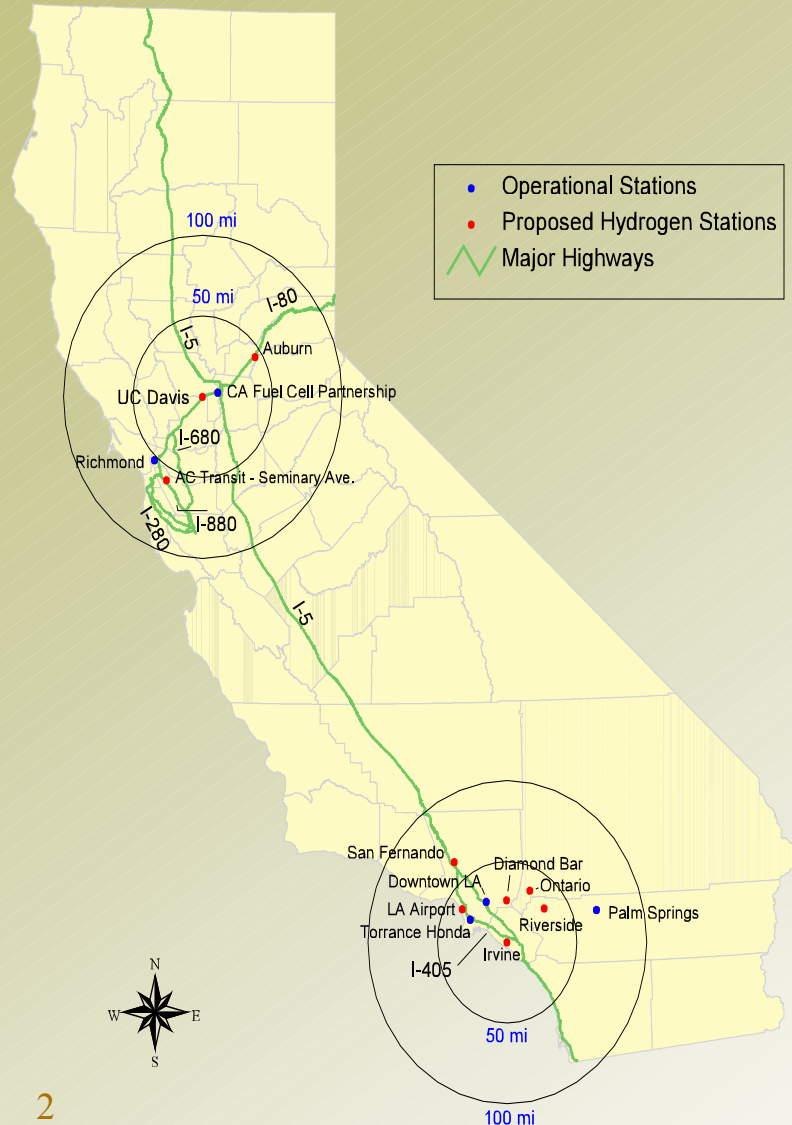 Operational Stations
Proposed Hydrogen Stations
Major Highways
100 mi
50 mi
I-80
I-5
Auburn
UC Davis
CA Fuel Cell Partnership
I-680
Richmond
AC Transit - Seminary Ave.
I-280
I-880
I-5
San Fernando
Diamond Bar
Downtown LA
Ontario
LA Airport
Palm Springs
Riverside
Torrance Honda
Irvine
I-405
50 mi
100 mi
N
W
E
S
2